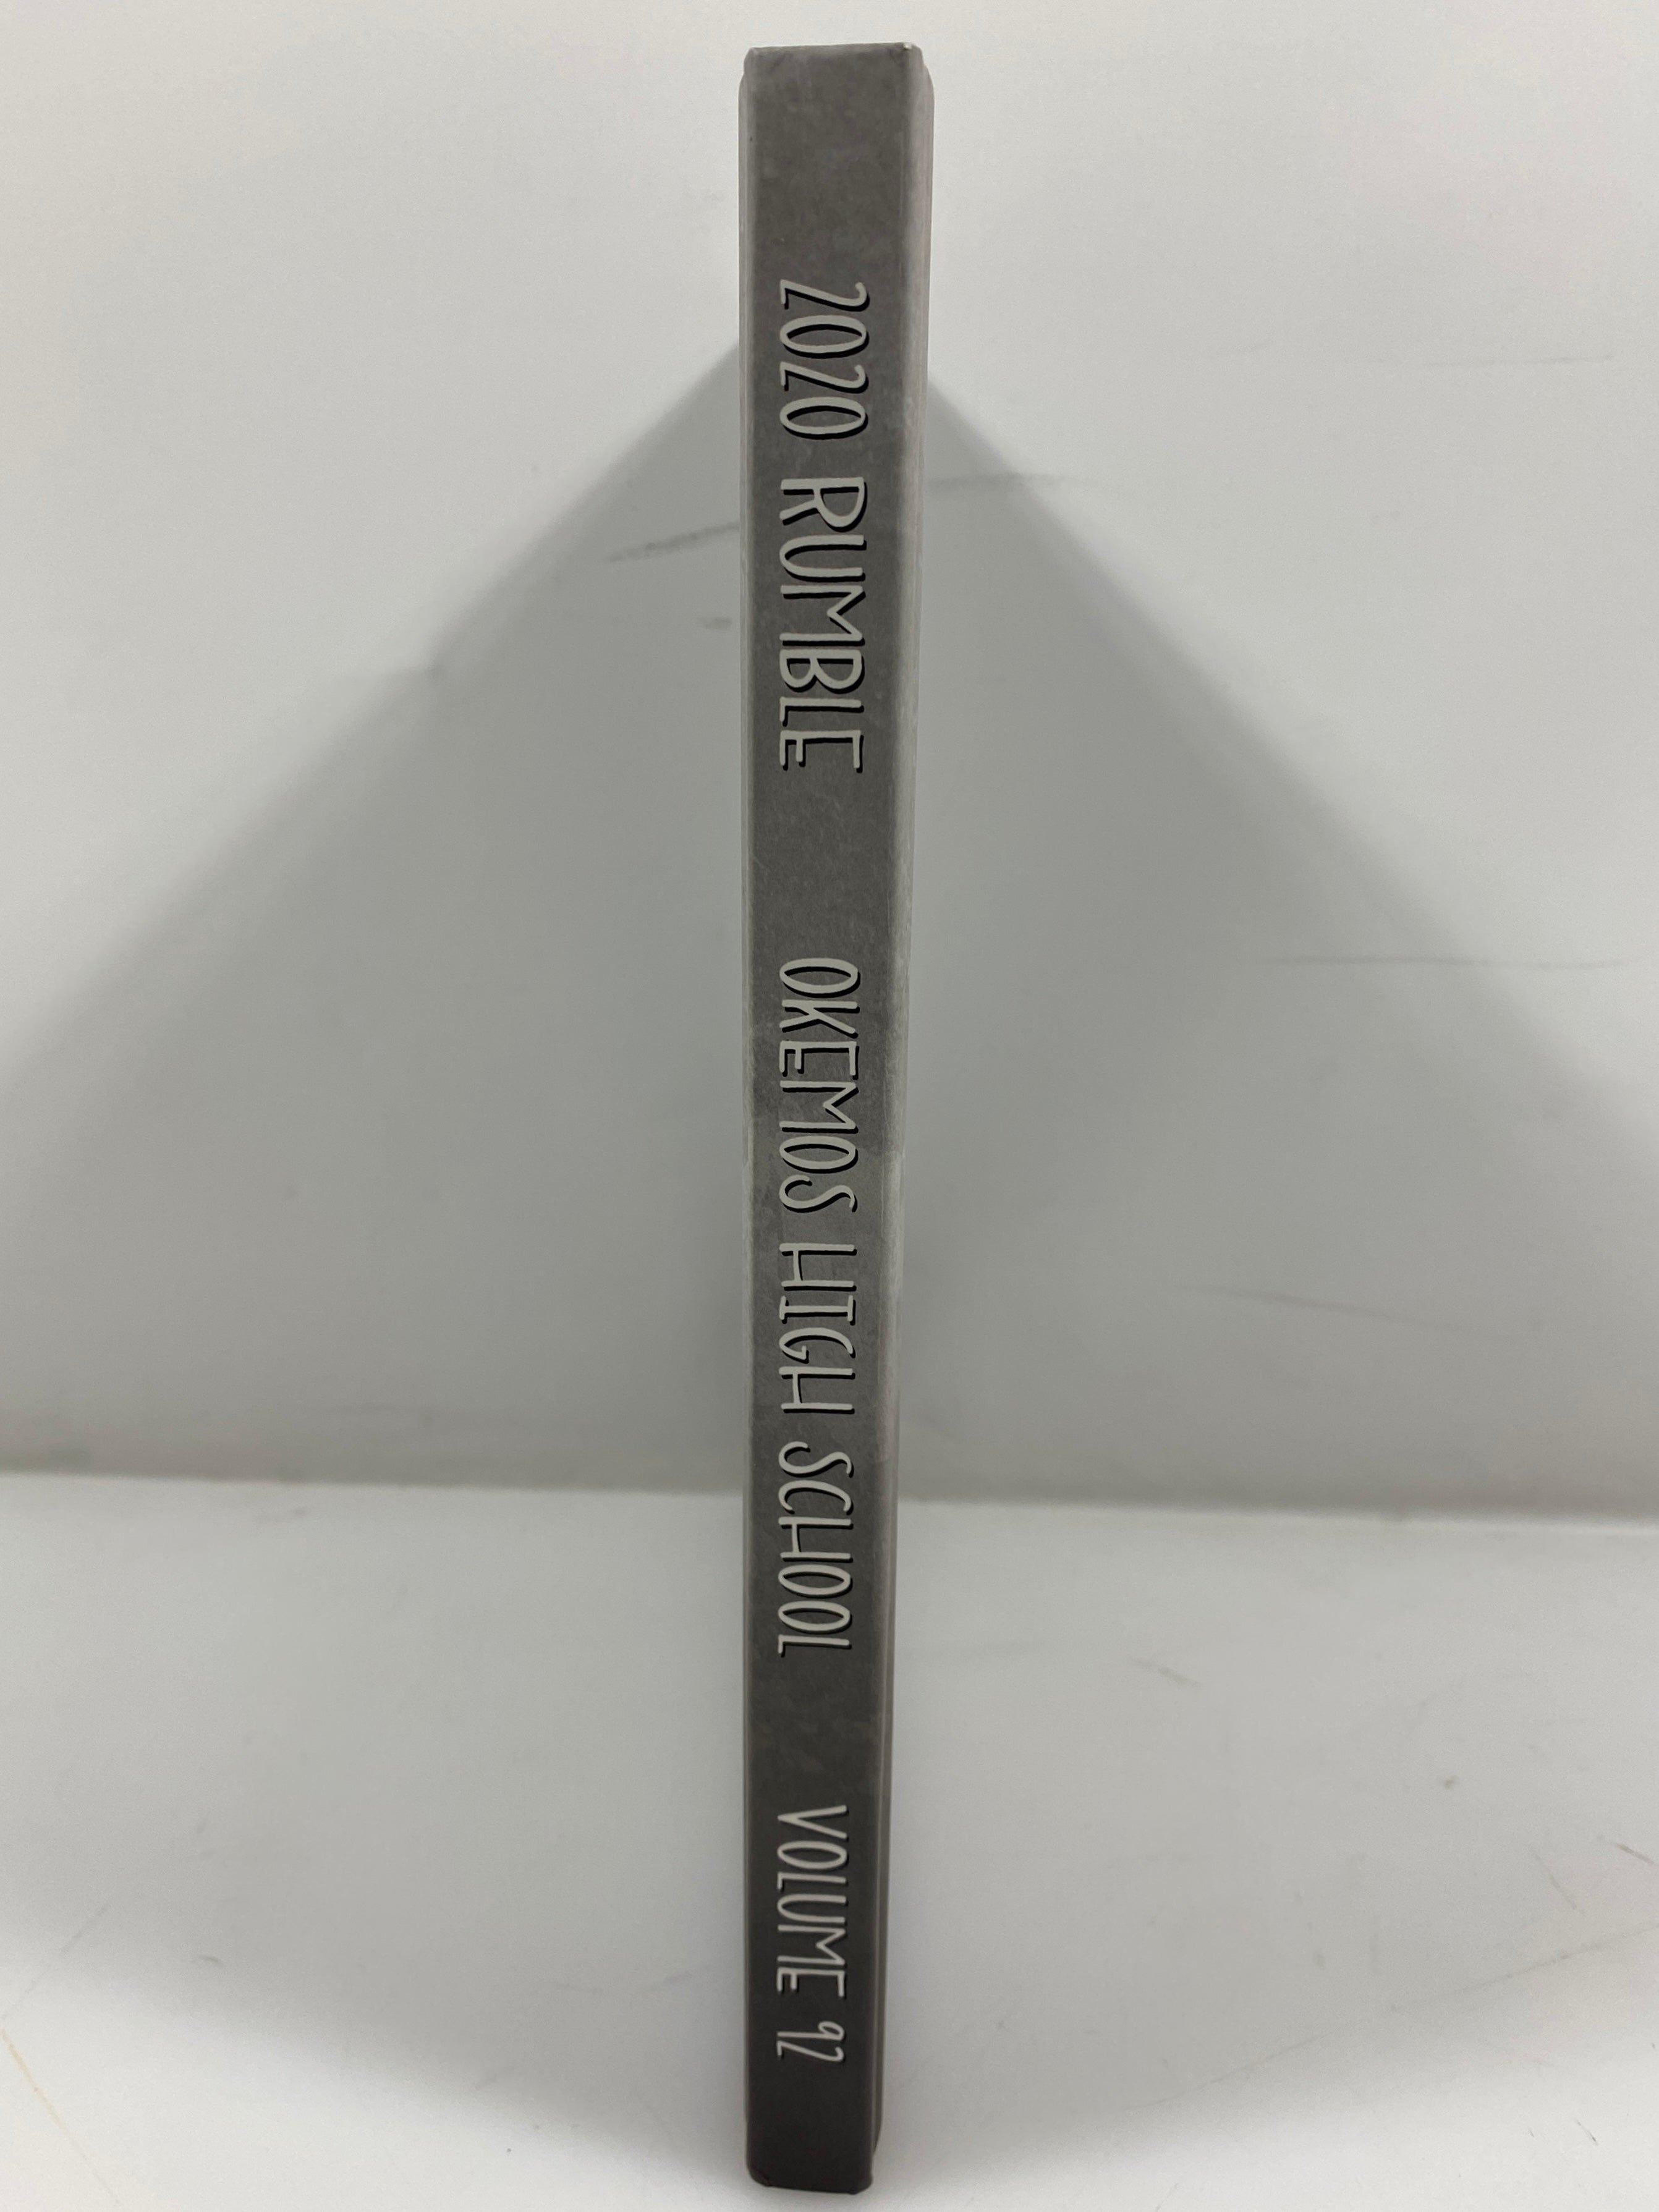 2020 RUMBLE OKEMOS HIGH SCHOOL VOLUME 92